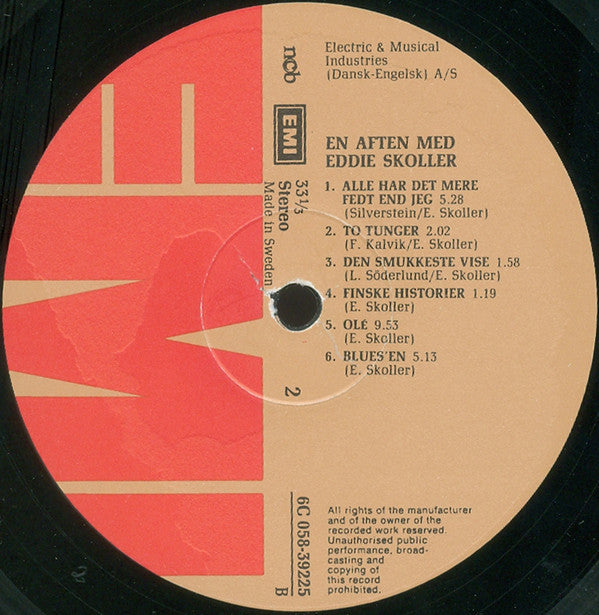 Electric & Musical
Industries
(Dansk-Engelsk) A/S
ncb
EMI
EN AFTEN MED
EDDIE SKOLLER
33⅓
Stereo
Made in Sweden
1. ALLE HAR DET MERE
FEDT END JEG 5.28
(Silverstein/E. Skoller)
2. TO TUNGER 2.02
(F. Kalvik/E. Skoller)
3. DEN SMUKKESTE VISE 1.58
(L. Söderlund/E. Skoller)
4. FINSKE HISTORIER 1.19
(E. Skoller)
5. OLÉ 9.53
(E. Skoller)
6. BLUES'EN 5.13
(E. Skoller)
2
6C 058-39225
B
All rights of the manufacturer
and of the owner of the
recorded work reserved.
Unauthorised public
performance, broad-
casting and
copying of
this record
prohibited.
EMI